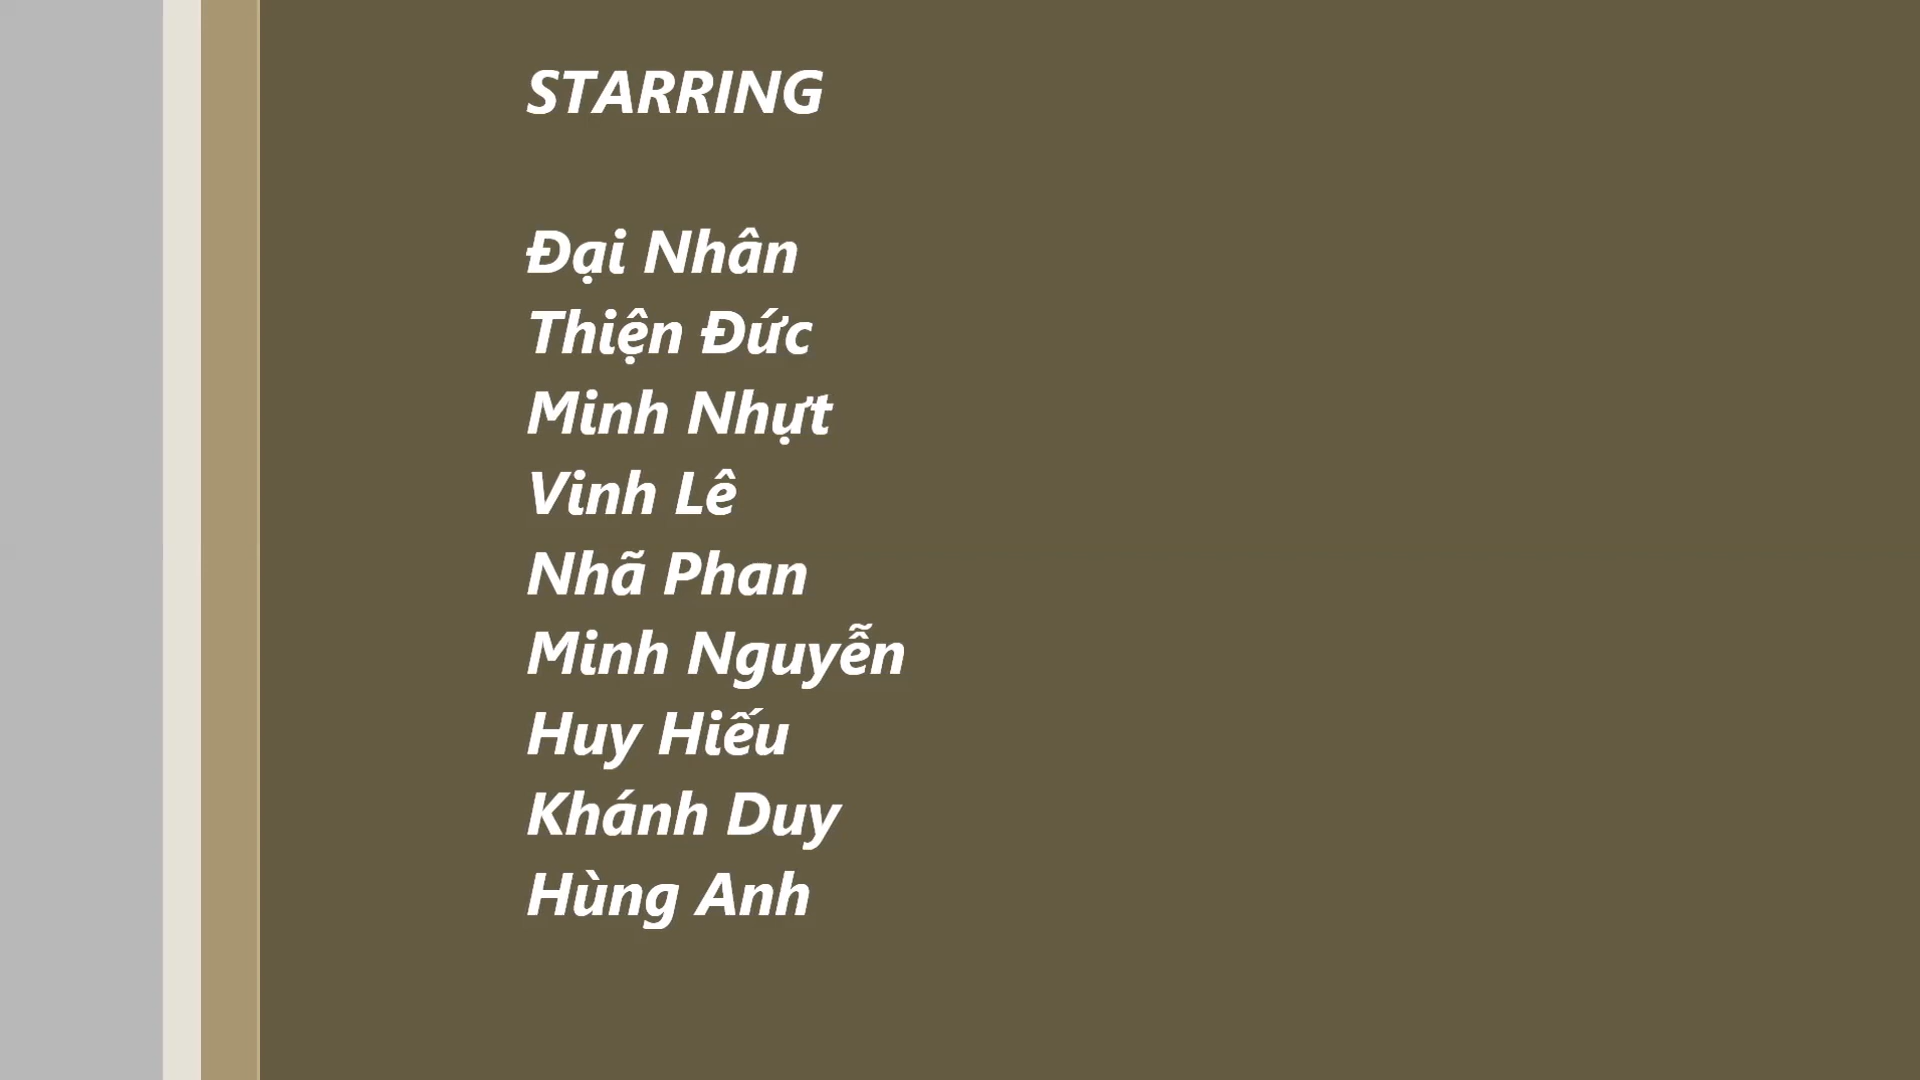 STARRING
Đại Nhân
Thiện Đức
Minh Nhựt
Vinh Lê
Nhã Phan
Minh Nguyễn
Huy Hiếu
Khánh Duy
Hùng Anh